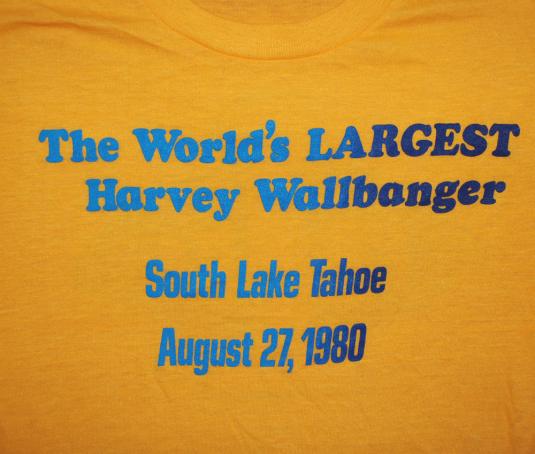 The World's LARGEST
Harvey Wallbanger
South Lake Tahoe
August 27, 1980